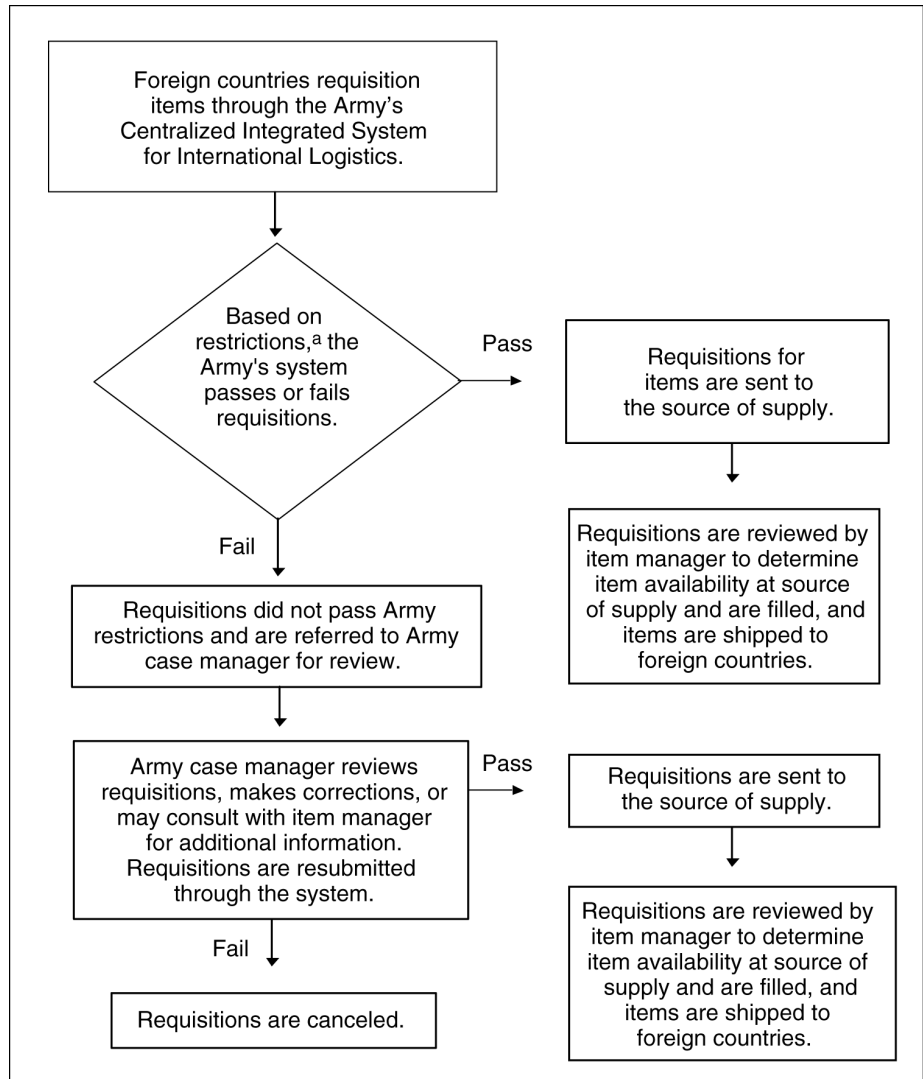 Foreign countries requisition
items through the Army's
Centralized Integrated System
for International Logistics.
Based on
restrictions,ª the
Army's system
passes or fails
requisitions.
Pass
Requisitions for
items are sent to
the source of supply.
Requisitions are reviewed by
item manager to determine
item availability at source
of supply and are filled, and
items are shipped to
foreign countries.
Fail
Requisitions did not pass Army
restrictions and are referred to Army
case manager for review.
Army case manager reviews
requisitions, makes corrections, or
may consult with item manager
for additional information.
Requisitions are resubmitted
through the system.
Pass
Requisitions are sent to
the source of supply.
Requisitions are reviewed by
item manager to determine
item availability at source of
supply and are filled, and
items are shipped to
foreign countries.
Fail
Requisitions are canceled.